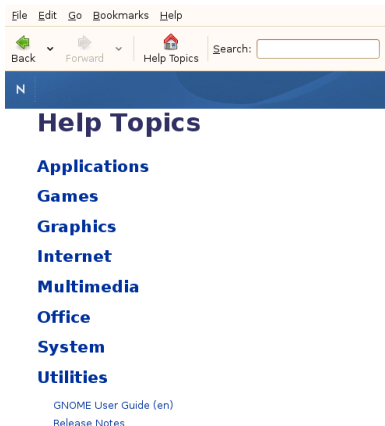 File Edit Go Bookmarks Help
Back Forward Help Topics Search:
N
Help Topics
Applications
Games
Graphics
Internet
Multimedia
Office
System
Utilities
GNOME User Guide (en)
Release Notes